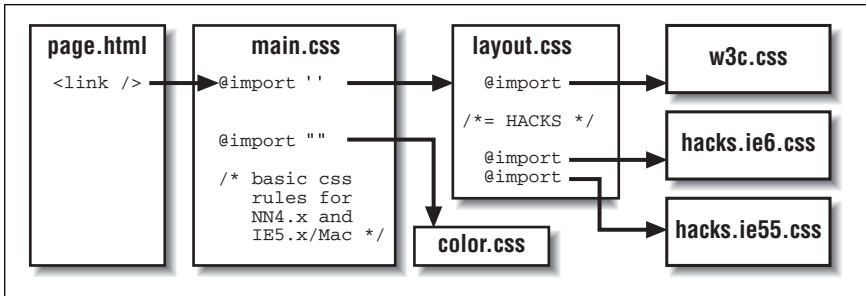 page.html
<link />
main.css
@import ''
@import ""
/* basic css
rules for
NN4.x and
IE5.x/Mac */
layout.css
@import
/*= HACKS */
@import
@import
color.css
w3c.css
hacks.ie6.css
hacks.ie55.css